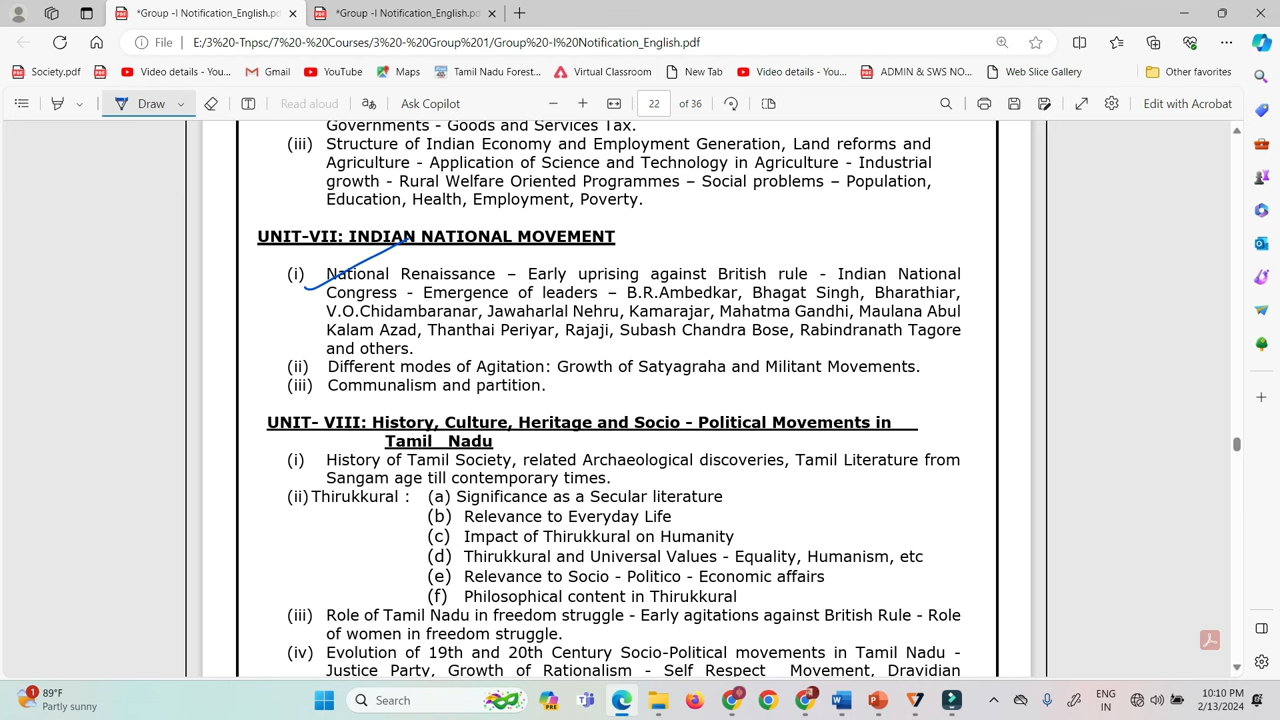 *Group -I Notification_English.pdf
*Group -I Notification_English.pdf
File
E:/3%20-%20Tnpsc/7%20-%20Courses/3%20-%20Group%201/Group%20-I%20Notification_English.pdf
Society.pdf
Video details - You...
Gmail
YouTube
Maps
Tamil Nadu Forest...
Virtual Classroom
New Tab
Video details - You...
ADMIN & SWS NO...
Web Slice Gallery
Other favorites
Draw
Read aloud
Ask Copilot
22 of 36
Edit with Acrobat
Governments - Goods and Services Tax.
(iii) Structure of Indian Economy and Employment Generation, Land reforms and
Agriculture - Application of Science and Technology in Agriculture - Industrial
growth - Rural Welfare Oriented Programmes – Social problems – Population,
Education, Health, Employment, Poverty.
UNIT-VII: INDIAN NATIONAL MOVEMENT
(i) National Renaissance – Early uprising against British rule - Indian National
Congress - Emergence of leaders – B.R.Ambedkar, Bhagat Singh, Bharathiar,
V.O.Chidambaranar, Jawaharlal Nehru, Kamarajar, Mahatma Gandhi, Maulana Abul
Kalam Azad, Thanthai Periyar, Rajaji, Subash Chandra Bose, Rabindranath Tagore
and others.
(ii) Different modes of Agitation: Growth of Satyagraha and Militant Movements.
(iii) Communalism and partition.
UNIT- VIII: History, Culture, Heritage and Socio - Political Movements in
Tamil Nadu
(i) History of Tamil Society, related Archaeological discoveries, Tamil Literature from
Sangam age till contemporary times.
(ii) Thirukkural : (a) Significance as a Secular literature
(b) Relevance to Everyday Life
(c) Impact of Thirukkural on Humanity
(d) Thirukkural and Universal Values - Equality, Humanism, etc
(e) Relevance to Socio - Politico - Economic affairs
(f) Philosophical content in Thirukkural
(iii) Role of Tamil Nadu in freedom struggle - Early agitations against British Rule - Role
of women in freedom struggle.
(iv) Evolution of 19th and 20th Century Socio-Political movements in Tamil Nadu -
Justice Party, Growth of Rationalism - Self Respect Movement, Dravidian
1
89°F
Partly sunny
Search
ENG
IN
10:10 PM
2/13/2024